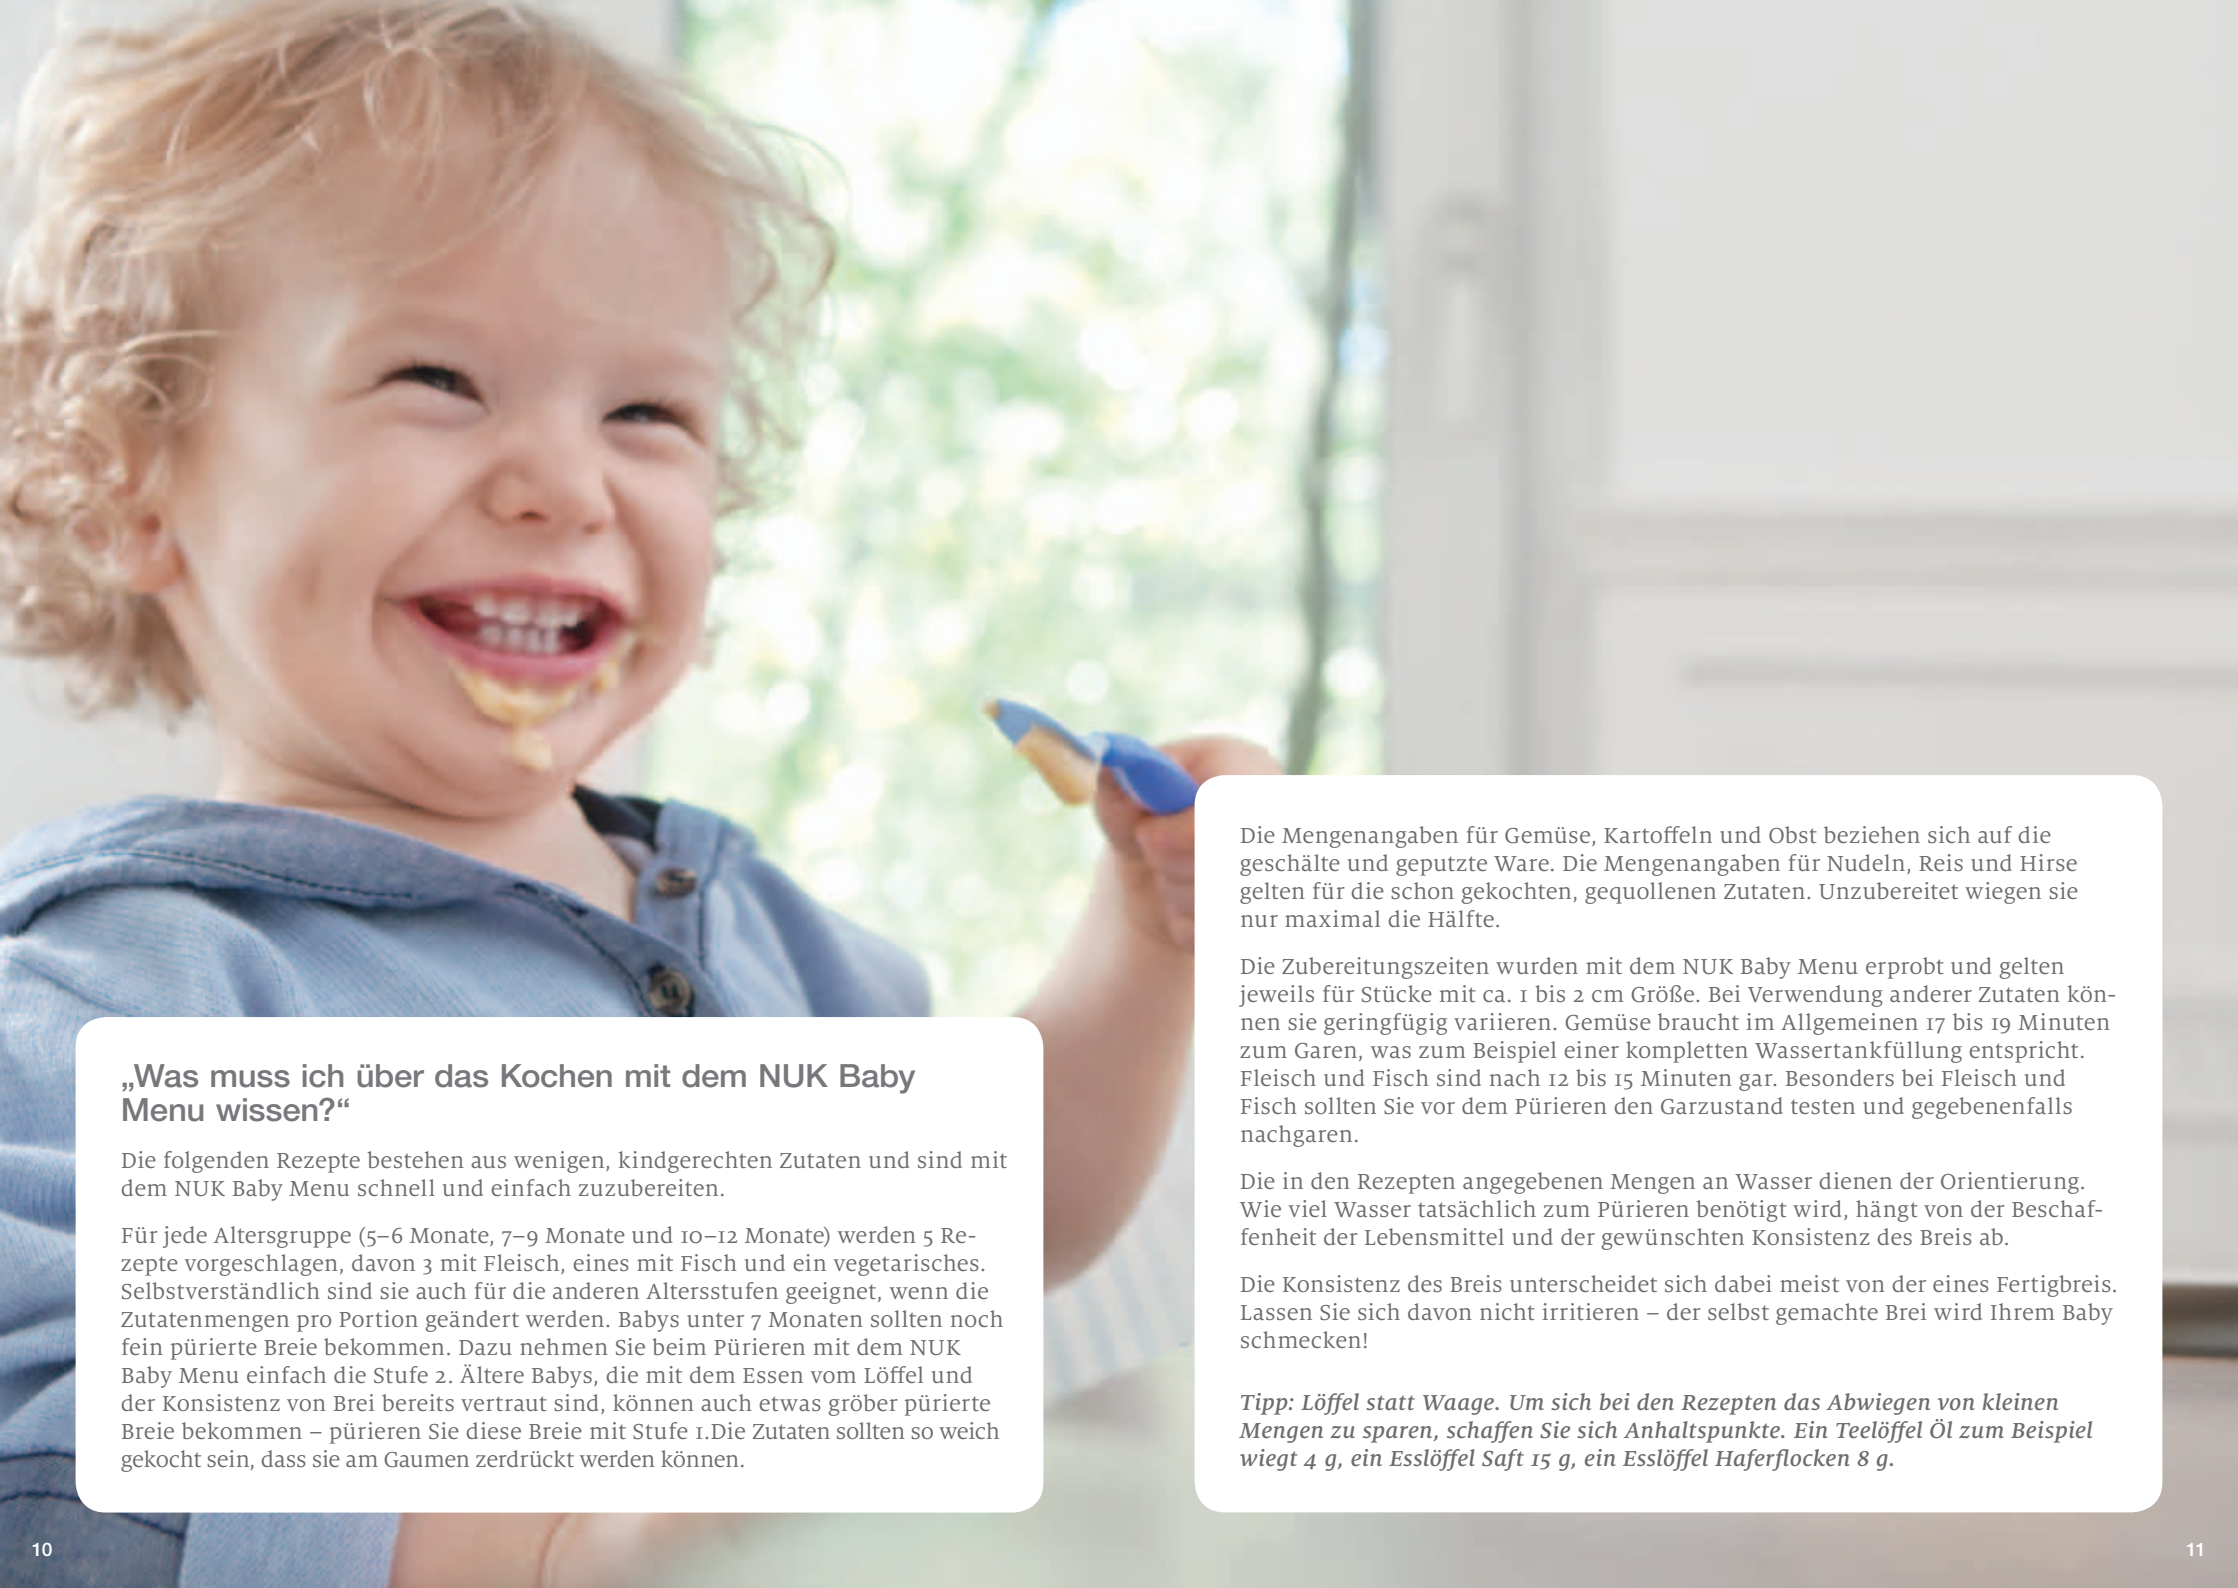 „Was muss ich über das Kochen mit dem NUK Baby
Menu wissen?“
Die folgenden Rezepte bestehen aus wenigen, kindgerechten Zutaten und sind mit
dem NUK Baby Menu schnell und einfach zuzubereiten.
Für jede Altersgruppe (5–6 Monate, 7–9 Monate und 10–12 Monate) werden 5 Re-
zepte vorgeschlagen, davon 3 mit Fleisch, eines mit Fisch und ein vegetarisches.
Selbstverständlich sind sie auch für die anderen Altersstufen geeignet, wenn die
Zutatenmengen pro Portion geändert werden. Babys unter 7 Monaten sollten noch
fein pürierte Breie bekommen. Dazu nehmen Sie beim Pürieren mit dem NUK
Baby Menu einfach die Stufe 2. Ältere Babys, die mit dem Essen vom Löffel und
der Konsistenz von Brei bereits vertraut sind, können auch etwas gröber pürierte
Breie bekommen – pürieren Sie diese Breie mit Stufe 1.Die Zutaten sollten so weich
gekocht sein, dass sie am Gaumen zerdrückt werden können.
10
Die Mengenangaben für Gemüse, Kartoffeln und Obst beziehen sich auf die
geschälte und geputzte Ware. Die Mengenangaben für Nudeln, Reis und Hirse
gelten für die schon gekochten, gequollenen Zutaten. Unzubereitet wiegen sie
nur maximal die Hälfte.
Die Zubereitungszeiten wurden mit dem NUK Baby Menu erprobt und gelten
jeweils für Stücke mit ca. 1 bis 2 cm Größe. Bei Verwendung anderer Zutaten kön-
nen sie geringfügig variieren. Gemüse braucht im Allgemeinen 17 bis 19 Minuten
zum Garen, was zum Beispiel einer kompletten Wassertankfüllung entspricht.
Fleisch und Fisch sind nach 12 bis 15 Minuten gar. Besonders bei Fleisch und
Fisch sollten Sie vor dem Pürieren den Garzustand testen und gegebenenfalls
nachgaren.
Die in den Rezepten angegebenen Mengen an Wasser dienen der Orientierung.
Wie viel Wasser tatsächlich zum Pürieren benötigt wird, hängt von der Beschaf-
fenheit der Lebensmittel und der gewünschten Konsistenz des Breis ab.
Die Konsistenz des Breis unterscheidet sich dabei meist von der eines Fertigbreis.
Lassen Sie sich davon nicht irritieren – der selbst gemachte Brei wird Ihrem Baby
schmecken!
Tipp: Löffel statt Waage. Um sich bei den Rezepten das Abwiegen von kleinen
Mengen zu sparen, schaffen Sie sich Anhaltspunkte. Ein Teelöffel Öl zum Beispiel
wiegt 4 g, ein Esslöffel Saft 15 g, ein Esslöffel Haferflocken 8 g.
11